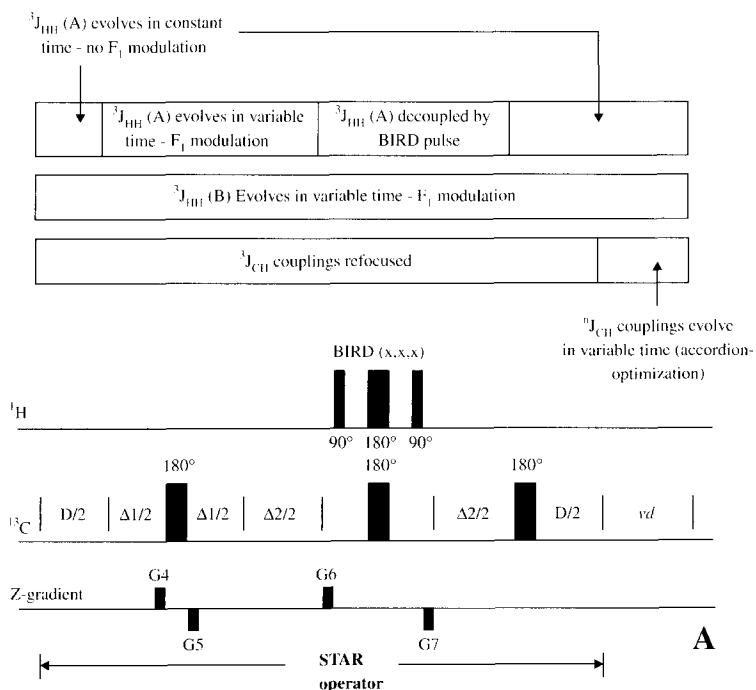 ³J_HH (A) evolves in constant
time - no F₁ modulation
³J_HH (A) evolves in variable
time - F₁ modulation
³J_HH (A) decoupled by
BIRD pulse
³J_HH (B) Evolves in variable time - F₁ modulation
³J_CH couplings refocused
ⁿJ_CH couplings evolve
in variable time (accordion-
optimization)
BIRD (x,x,x)
¹H
90° 180° 90°
180° 180° 180°
¹³C
D/2 Δ1/2 Δ1/2 Δ2/2 Δ2/2 D/2 vd
G4 G6
Z-gradient
G5 G7
A
STAR
operator